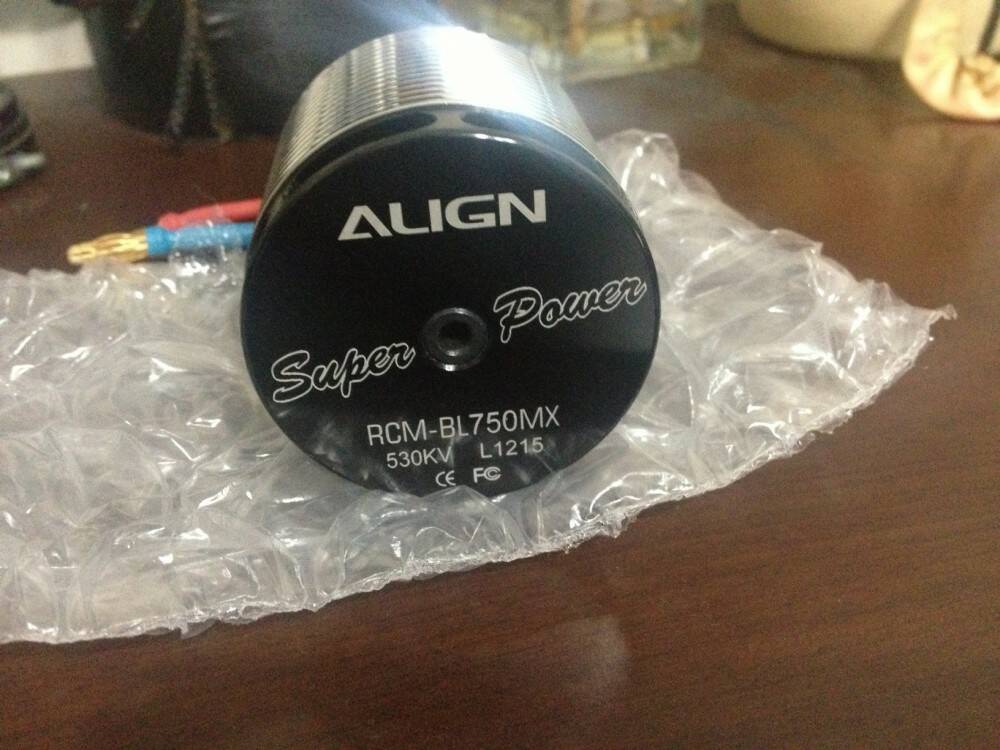 ALIGN
Super Power
RCM-BL750MX
530KV L1215
CE FC